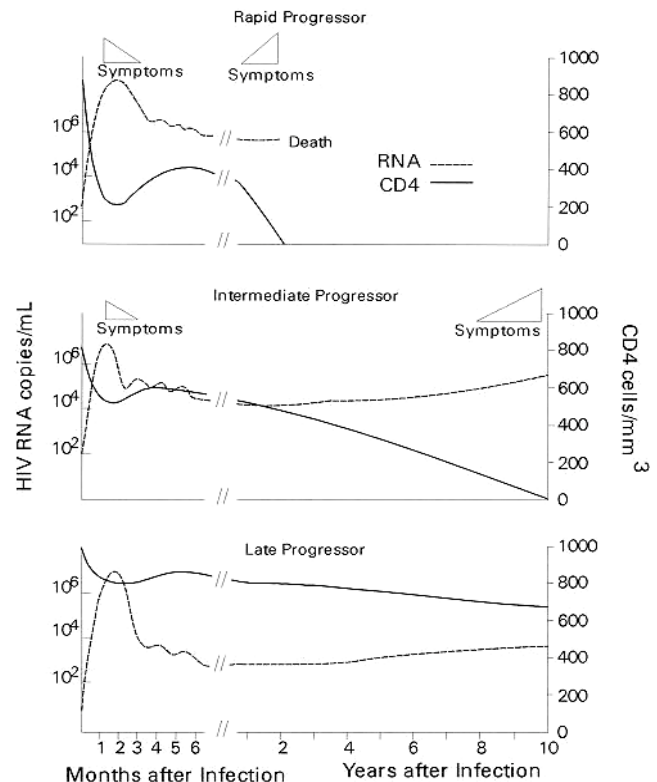 Rapid Progressor
Symptoms
Symptoms
1000
800
600
400
200
0
10⁶
10⁴
10²
Death
RNA
CD4
Intermediate Progressor
Symptoms
Symptoms
1000
800
600
400
200
0
10⁶
10⁴
10²
HIV RNA copies/mL
CD4 cells/mm³
Late Progressor
1000
800
600
400
200
0
10⁶
10⁴
10²
1 2 3 4 5 6
2 4 6 8 10
Months after Infection
Years after Infection